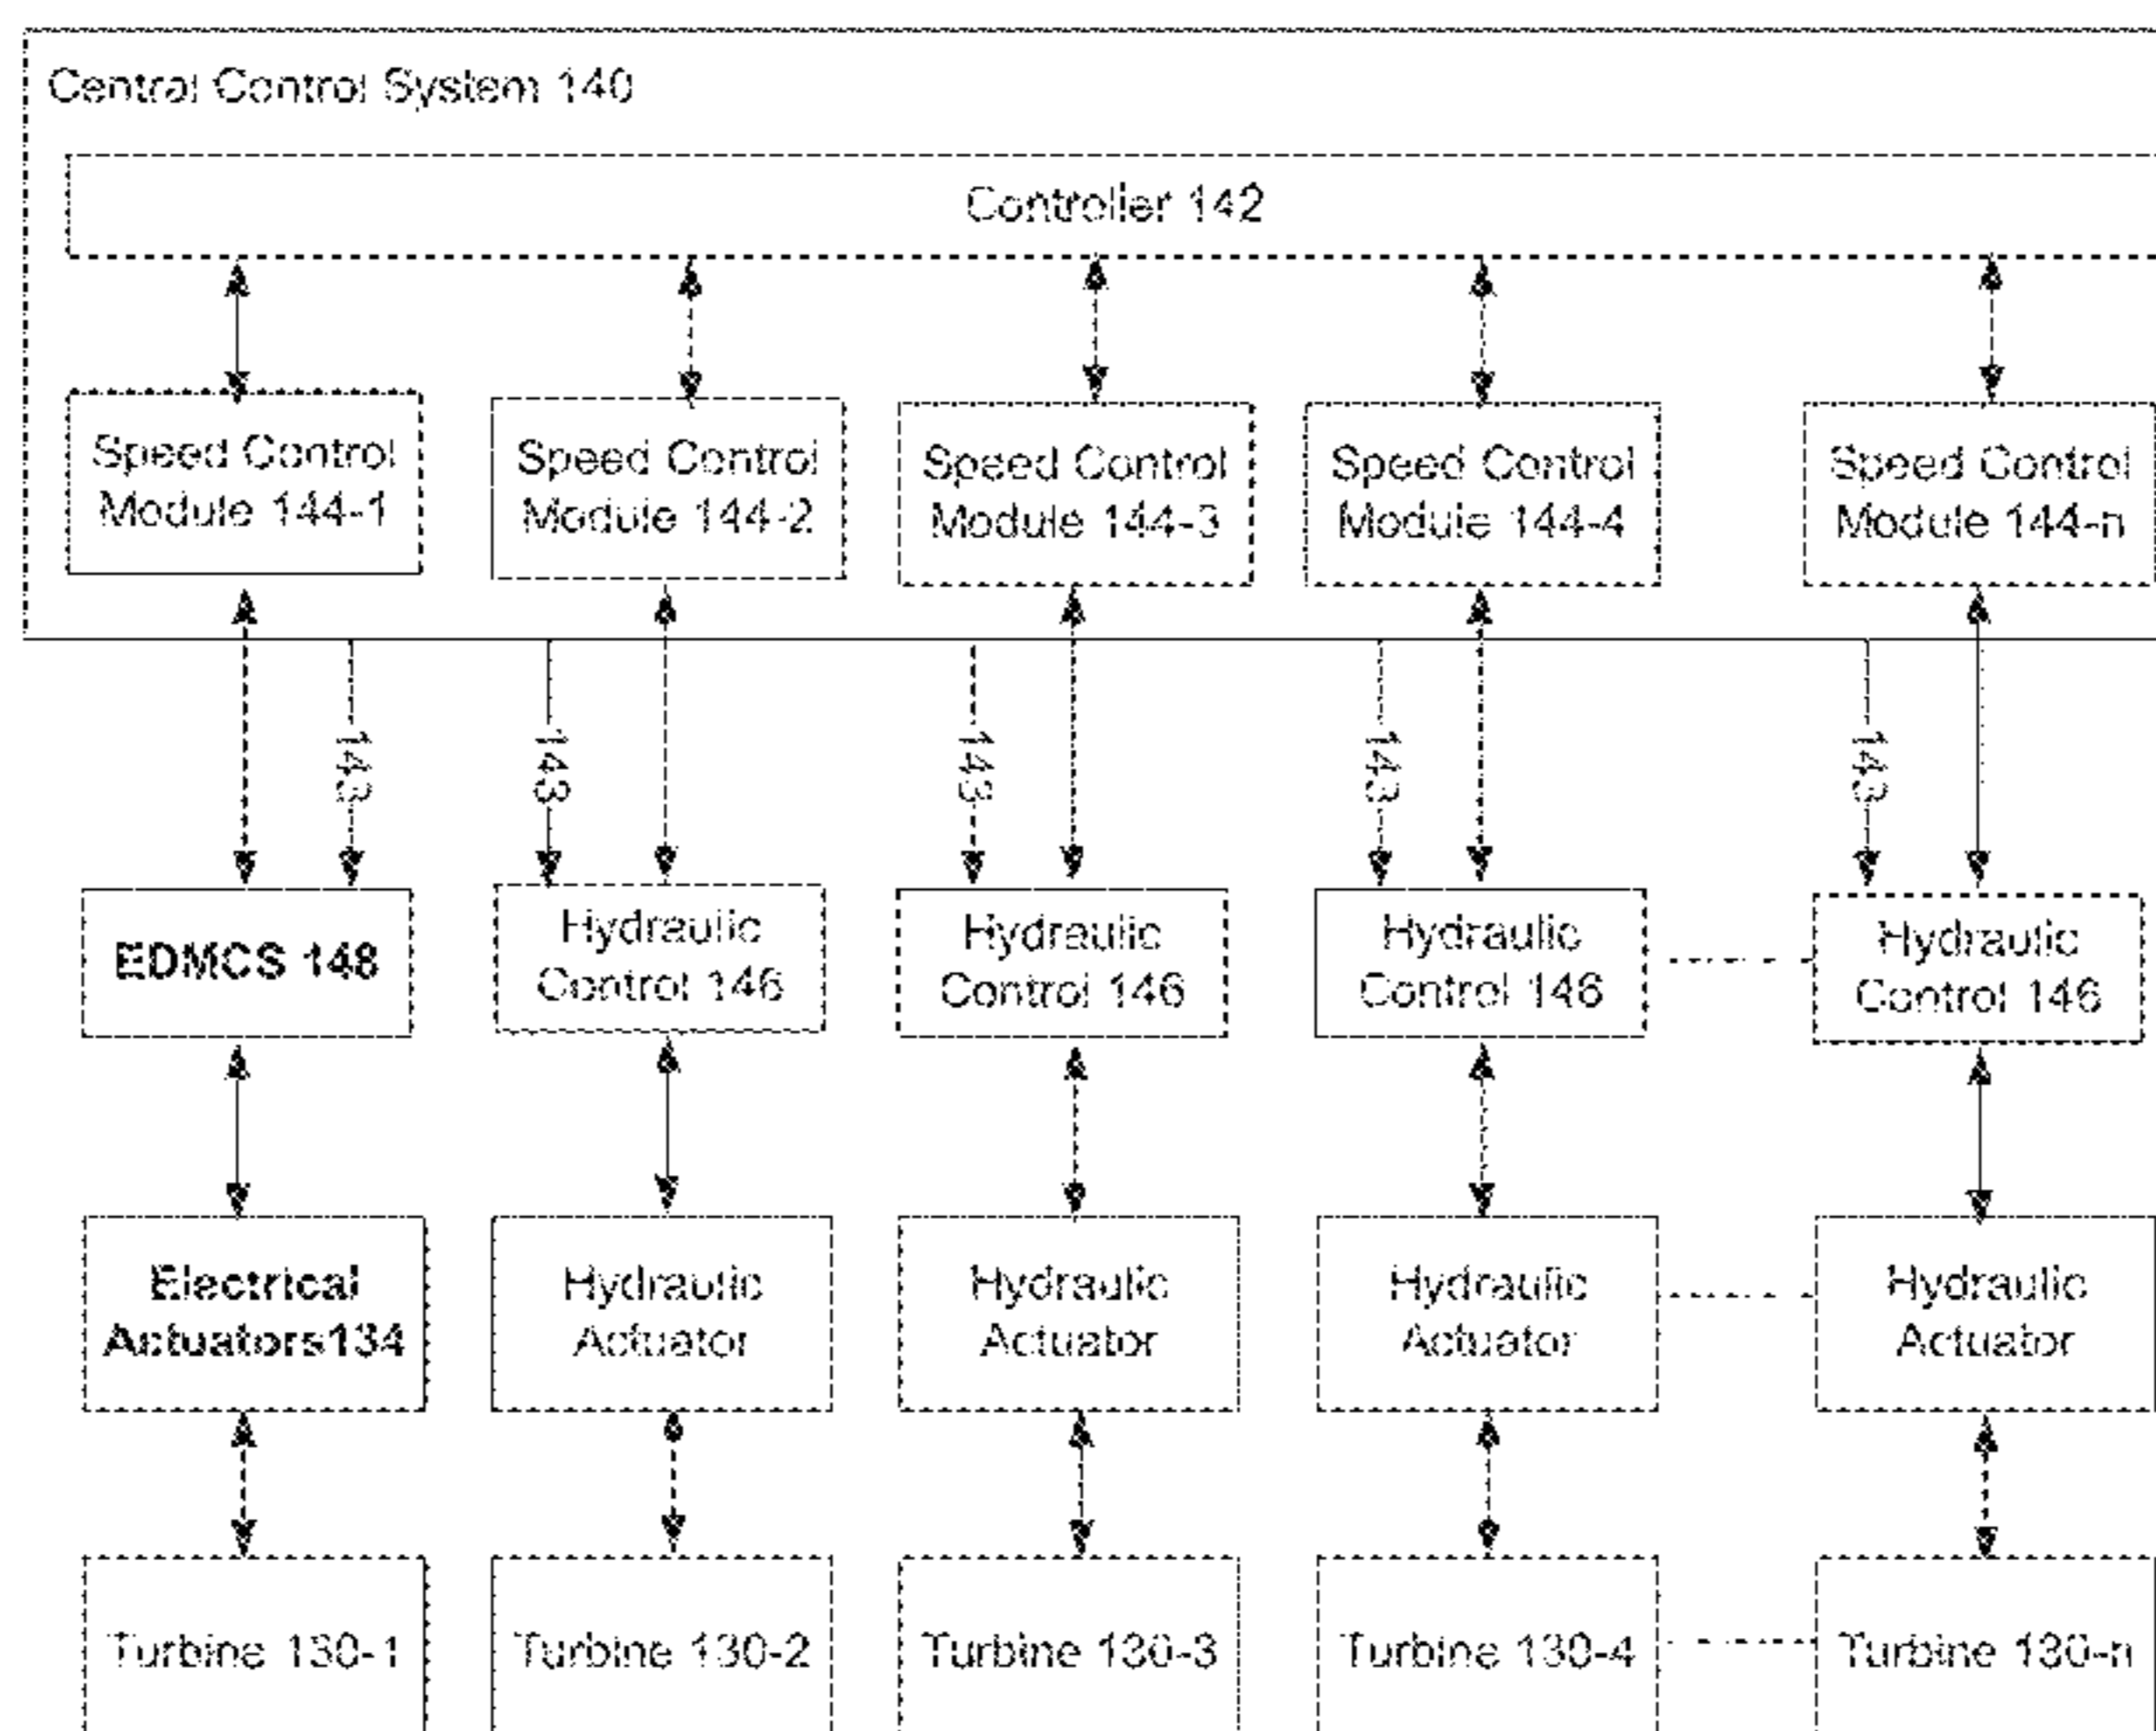 Central Control System 140
Controller 142
Speed Control
Module 144-1
Speed Control
Module 144-2
Speed Control
Module 144-3
Speed Control
Module 144-4
Speed Control
Module 144-n
143
143
143
143
143
EDMCS 148
Hydraulic
Control 146
Hydraulic
Control 146
Hydraulic
Control 146
Hydraulic
Control 146
Electrical
Actuators134
Hydraulic
Actuator
Hydraulic
Actuator
Hydraulic
Actuator
Hydraulic
Actuator
Turbine 130-1
Turbine 130-2
Turbine 130-3
Turbine 130-4
Turbine 130-n